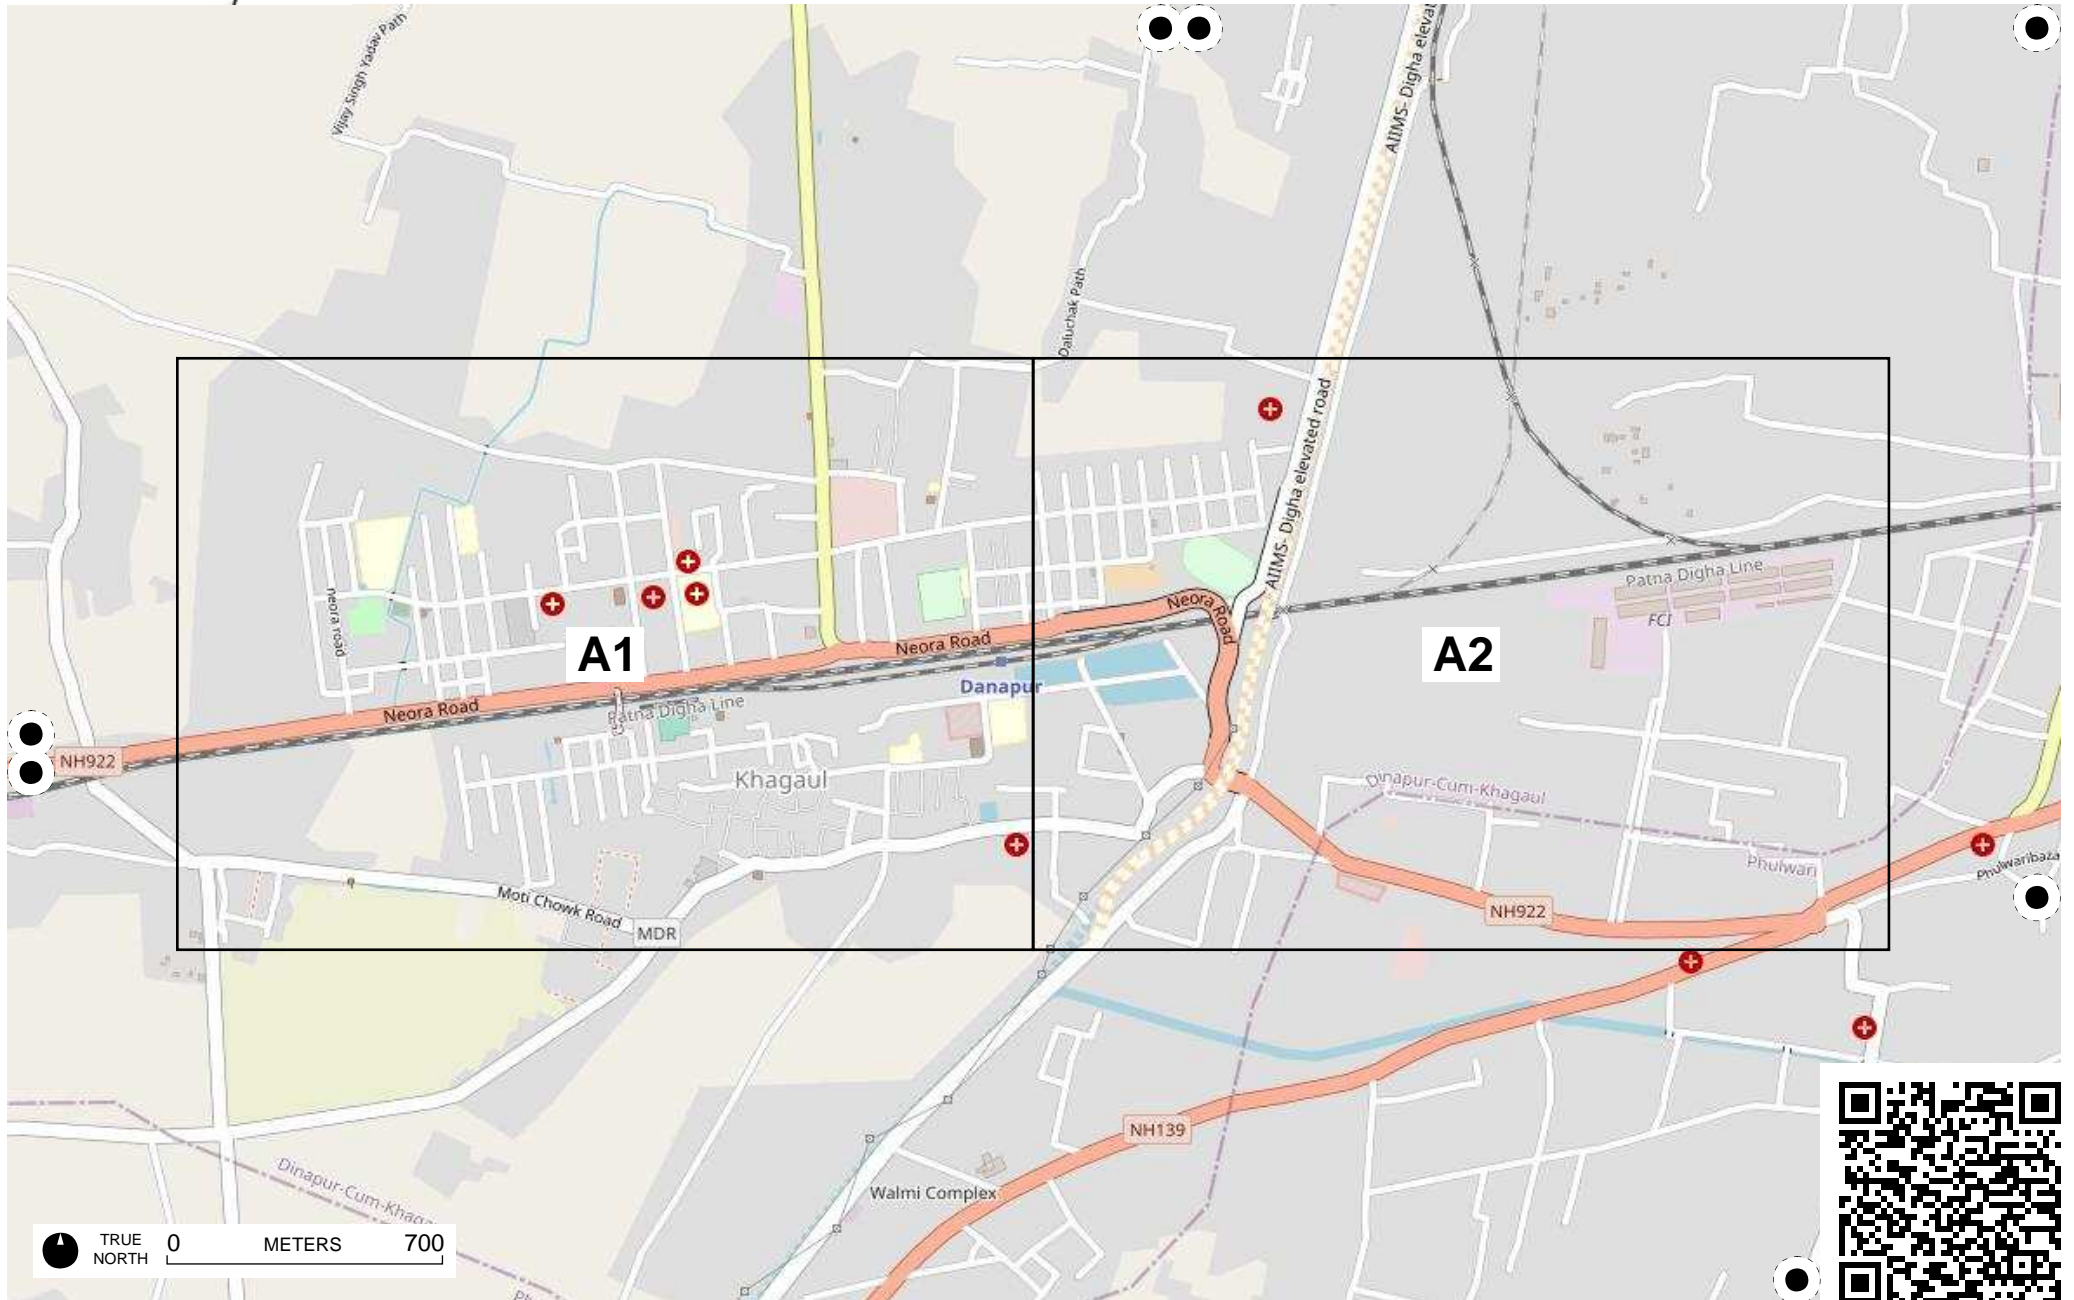 Vijay Singh Yadav Path
AIIMS- Digha elevat
Daluchak Path
AIIMS- Digha elevated road
neora road
Patna Digha Line
FCI
Neora Road
A1
A2
Neora Road
Danapur
Neora Road
Patna Digha Line
NH922
Khagaul
Dinapur-Cum-Khagaul
Phulwari
Phulwaribaza
Moti Chowk Road
NH922
MDR
NH139
Dinapur-Cum-Khaga
Walmi Complex
TRUE
NORTH
0 METERS 700